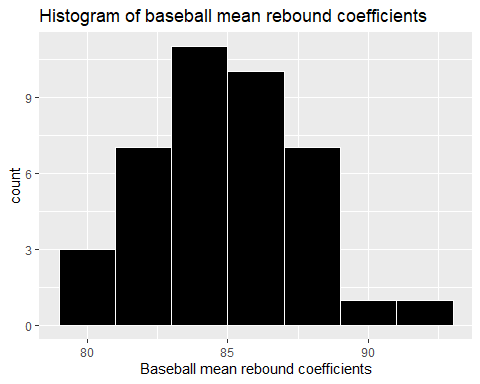 Histogram of baseball mean rebound coefficients
9
6
3
0
count
80 85 90
Baseball mean rebound coefficients